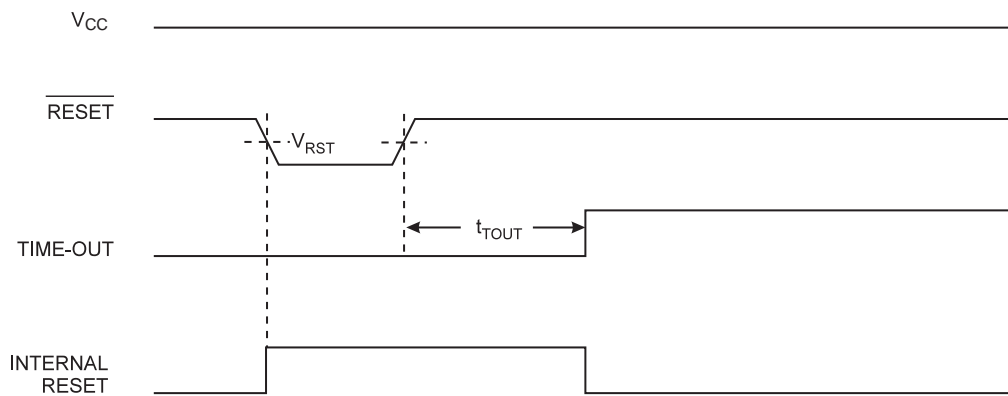 VCC
RESET
VRST
tTOUT
TIME-OUT
INTERNAL
RESET